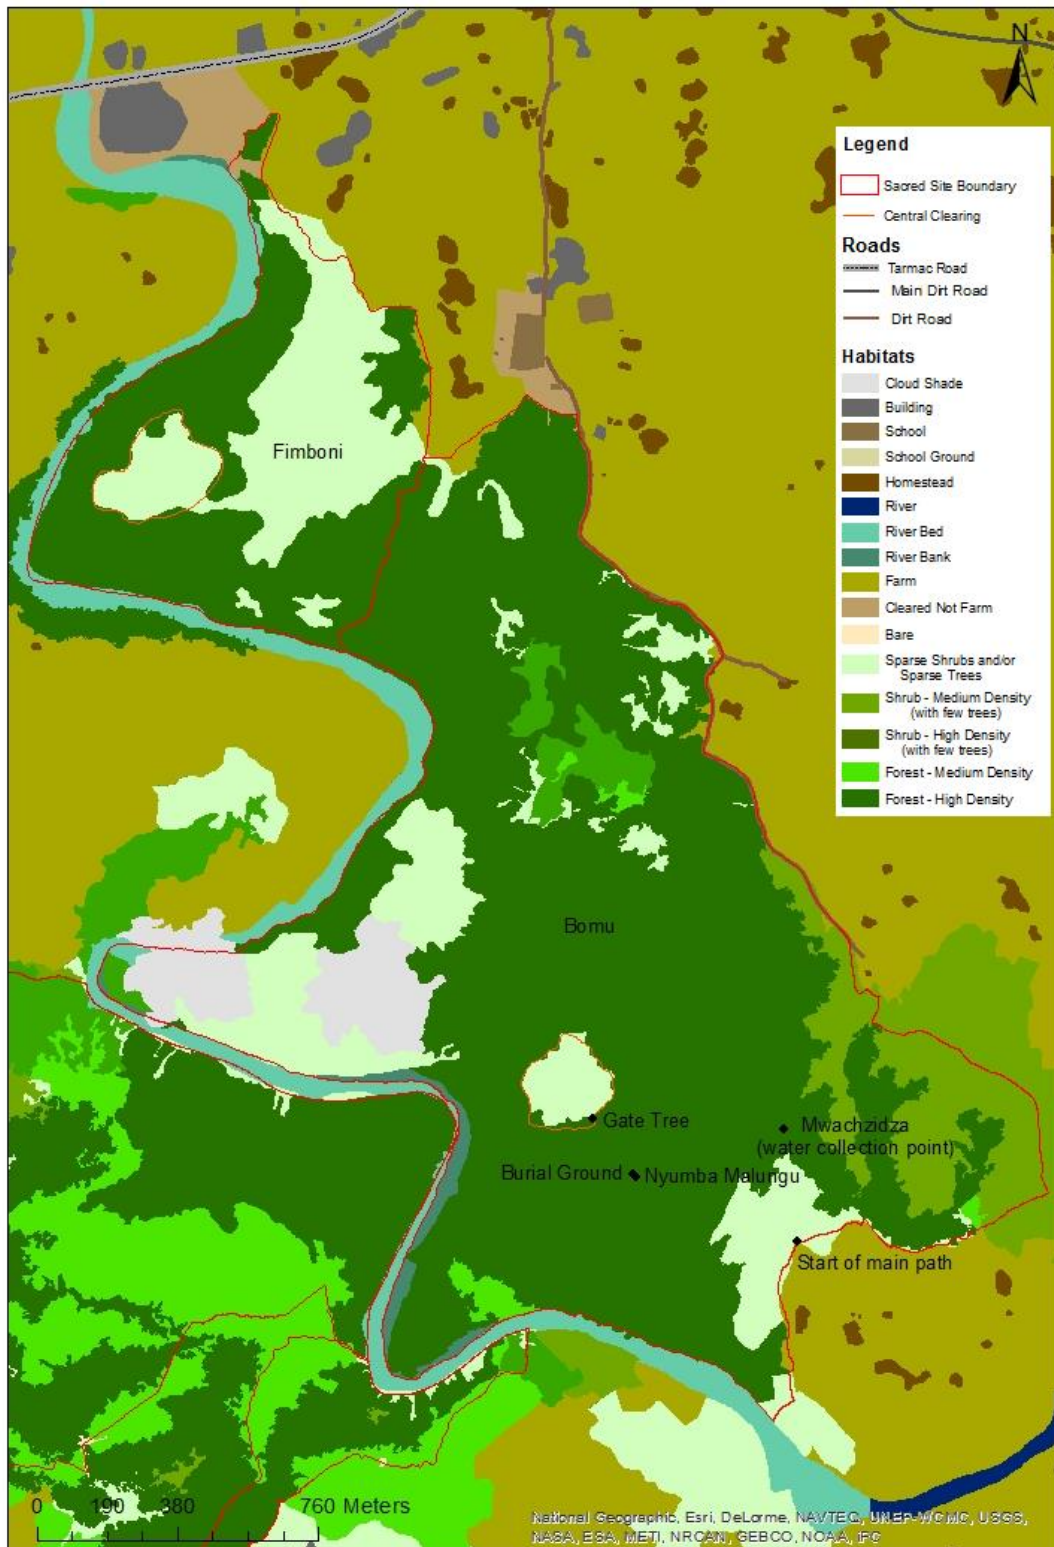 N
Legend
Sacred Site Boundary
Central Clearing
Roads
Tarmac Road
Main Dirt Road
Dirt Road
Habitats
Cloud Shade
Building
School
School Ground
Homestead
River
River Bed
River Bank
Farm
Cleared Not Farm
Bare
Sparse Shrubs and/or
Sparse Trees
Shrub - Medium Density
(with few trees)
Shrub - High Density
(with few trees)
Forest - Medium Density
Forest - High Density
Fimboni
Bomu
Gate Tree
Mwachzidza
(water collection point)
Burial Ground
Nyumba Malungu
Start of main path
0 190 380 760 Meters
National Geographic, Esri, DeLorme, NAVTEQ, UNEP-WCMC, USGS,
NASA, ESA, METI, NRCAN, GEBCO, NOAA, iPC